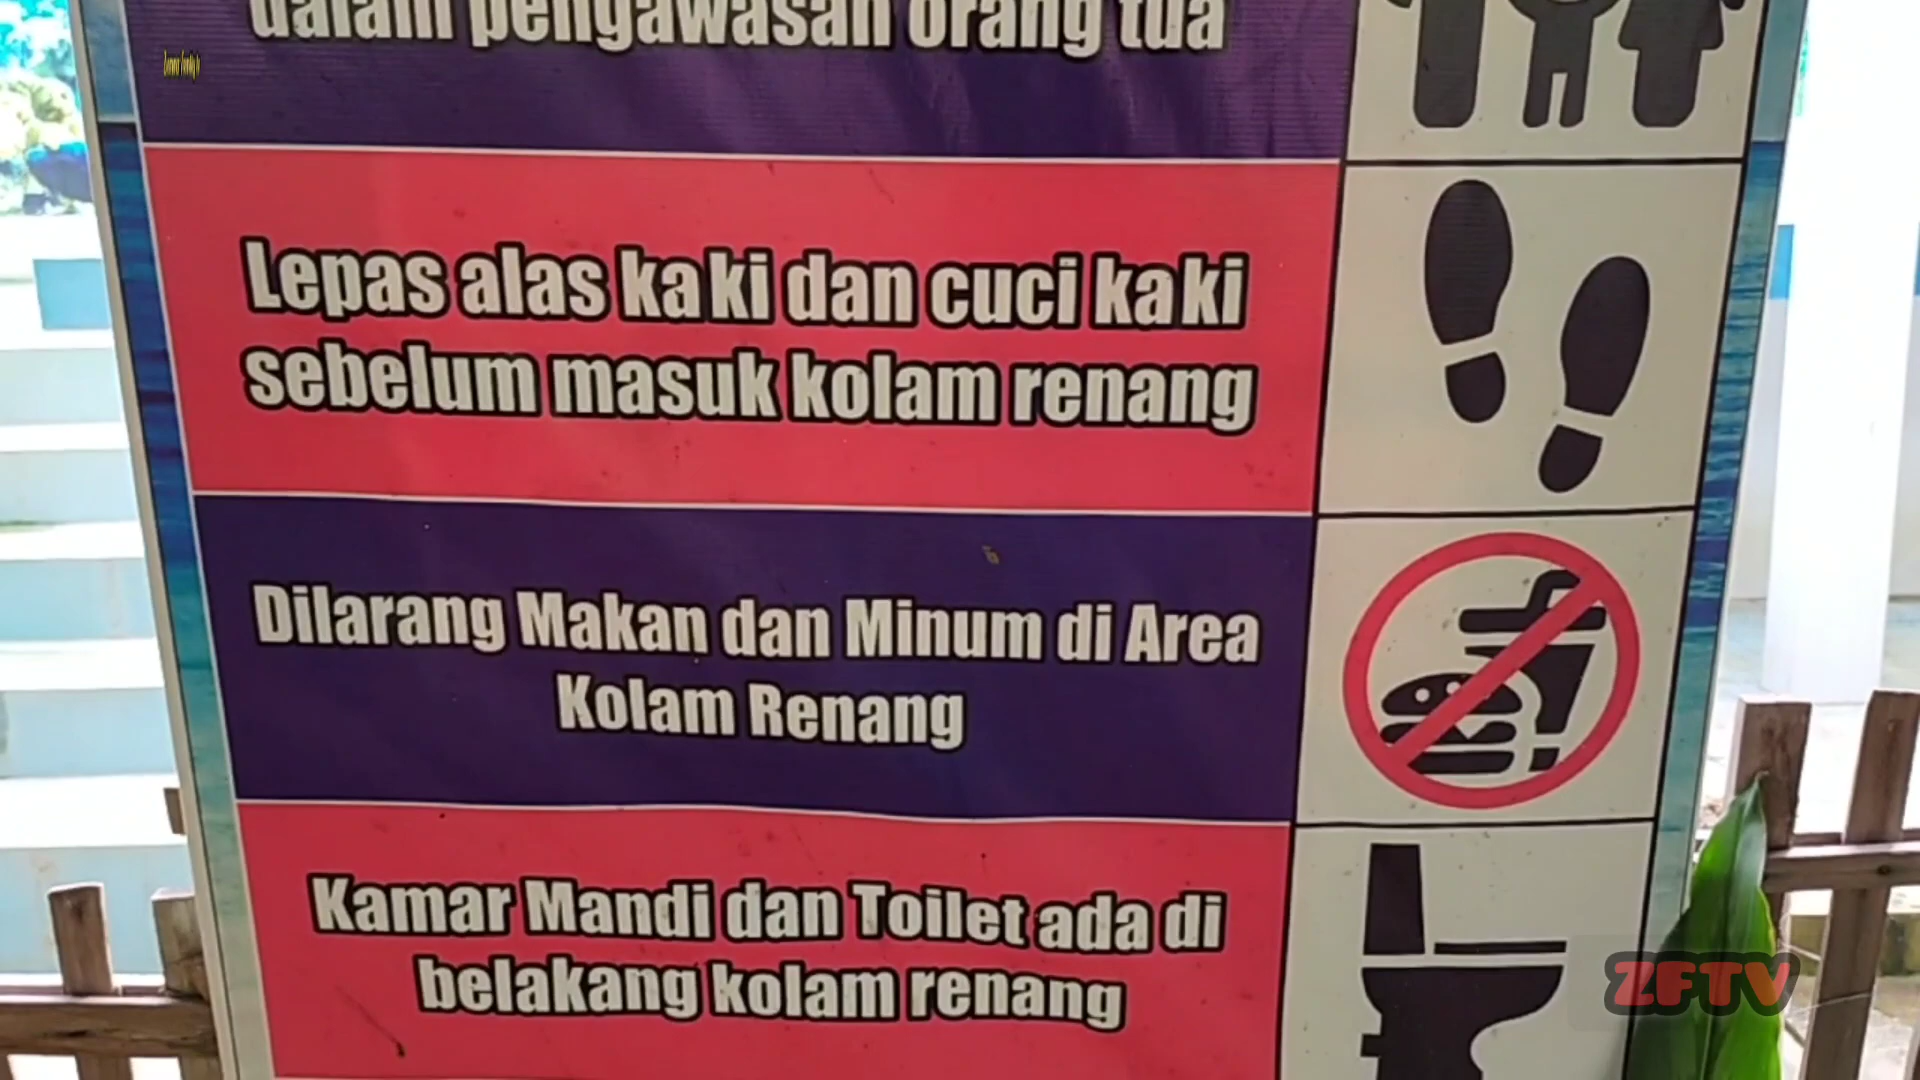 dalam pengawasan orang tua
Lepas alas kaki dan cuci kaki
sebelum masuk kolam renang
Dilarang Makan dan Minum di Area
Kolam Renang
Kamar Mandi dan Toilet ada di
belakang kolam renang
ZFTV